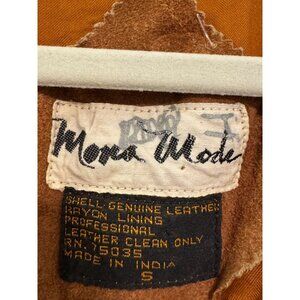 Mona Mode
SHELL GENUINE LEATHER
RAYON LINING
PROFESSIONAL
LEATHER CLEAN ONLY
RN. 75035
MADE IN INDIA
S